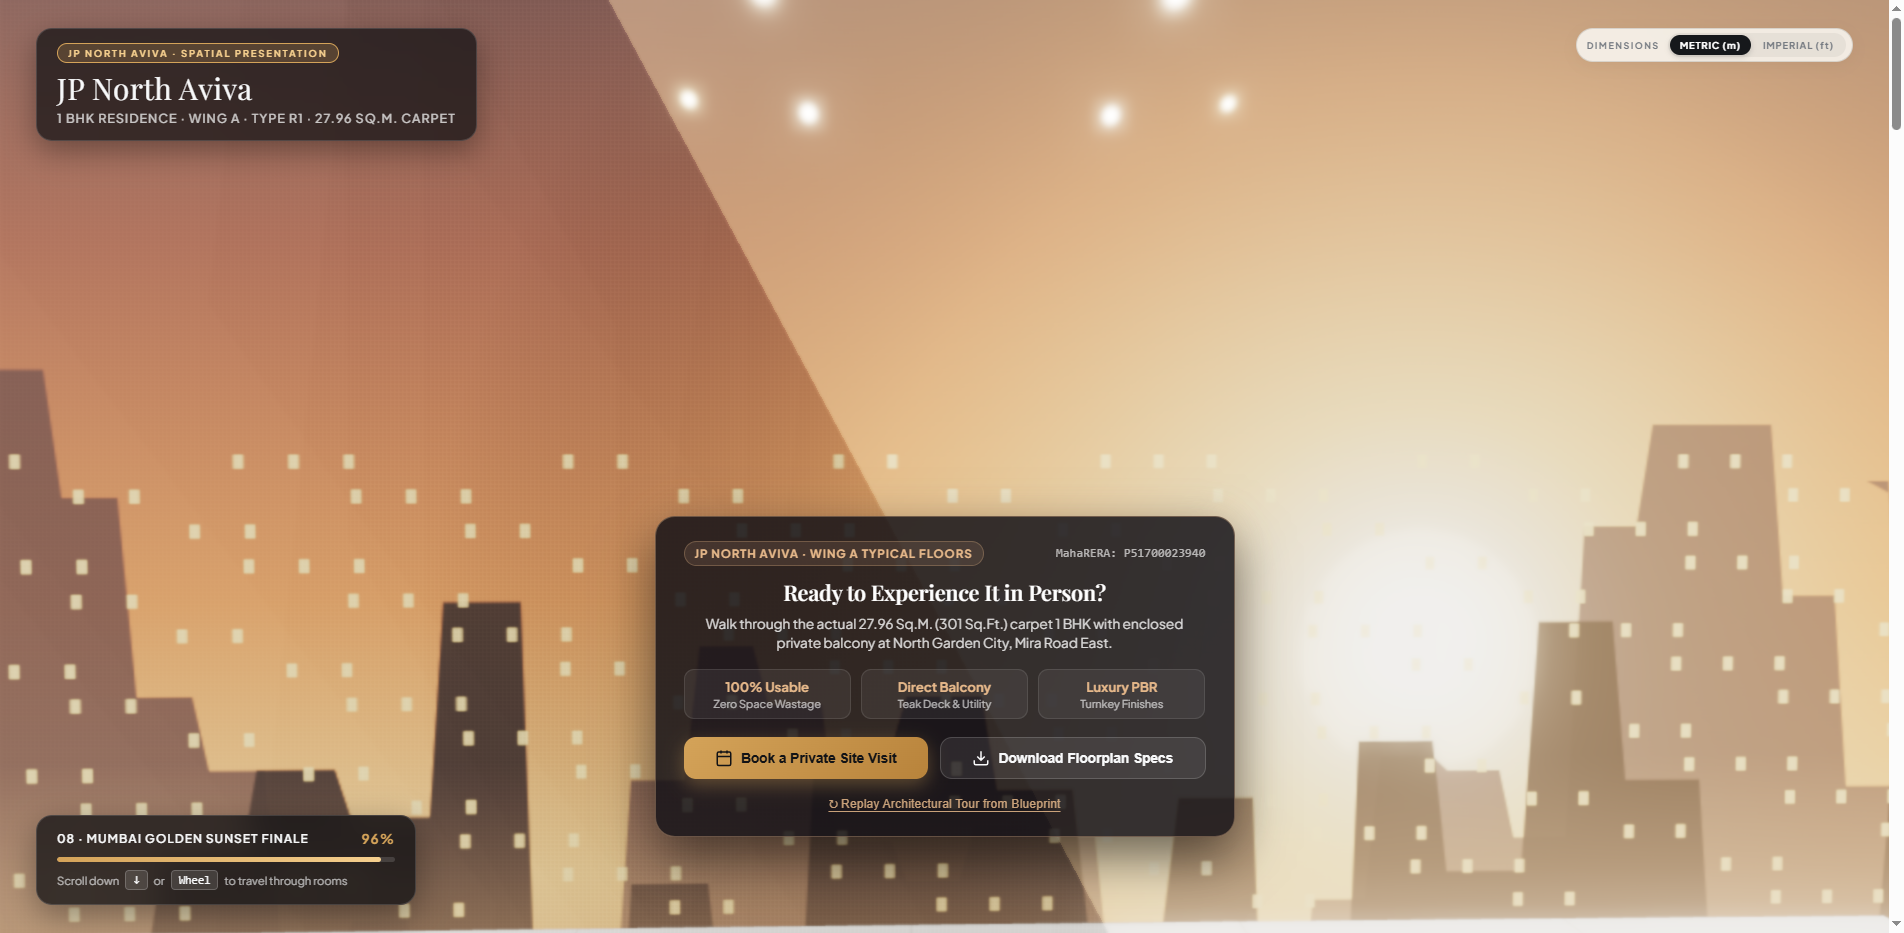 JP NORTH AVIVA · SPATIAL PRESENTATION
JP North Aviva
1 BHK RESIDENCE · WING A · TYPE R1 · 27.96 SQ.M. CARPET
DIMENSIONS METRIC (m) IMPERIAL (ft)
JP NORTH AVIVA · WING A TYPICAL FLOORS
MahaRERA: P51700023940
Ready to Experience It in Person?
Walk through the actual 27.96 Sq.M. (301 Sq.Ft.) carpet 1 BHK with enclosed
private balcony at North Garden City, Mira Road East.
100% Usable
Zero Space Wastage
Direct Balcony
Teak Deck & Utility
Luxury PBR
Turnkey Finishes
Book a Private Site Visit
Download Floorplan Specs
↻ Replay Architectural Tour from Blueprint
08 · MUMBAI GOLDEN SUNSET FINALE 96%
Scroll down ↓ or Wheel to travel through rooms